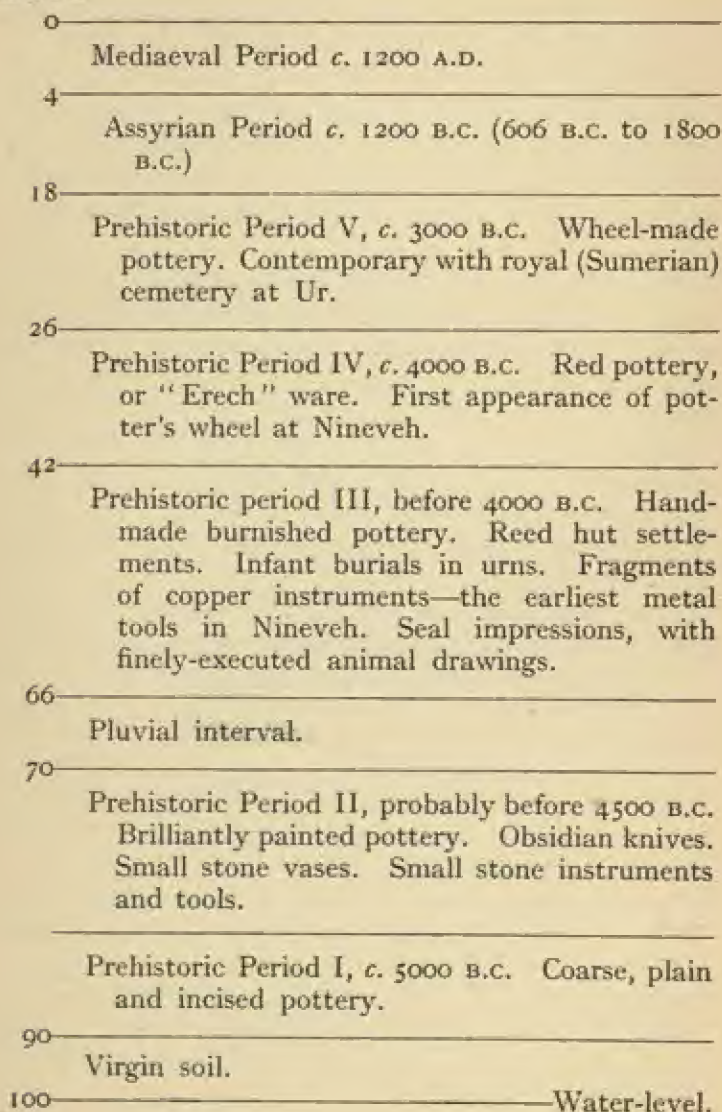 0
Mediaeval Period c. 1200 A.D.
4
Assyrian Period c. 1200 B.C. (606 B.C. to 1800
B.C.)
18
Prehistoric Period V, c. 3000 B.C. Wheel-made
pottery. Contemporary with royal (Sumerian)
cemetery at Ur.
26
Prehistoric Period IV, c. 4000 B.C. Red pottery,
or "Erech" ware. First appearance of pot-
ter's wheel at Nineveh.
42
Prehistoric period III, before 4000 B.C. Hand-
made burnished pottery. Reed hut settle-
ments. Infant burials in urns. Fragments
of copper instruments—the earliest metal
tools in Nineveh. Seal impressions, with
finely-executed animal drawings.
66
Pluvial interval.
70
Prehistoric Period II, probably before 4500 B.C.
Brilliantly painted pottery. Obsidian knives.
Small stone vases. Small stone instruments
and tools.
Prehistoric Period I, c. 5000 B.C. Coarse, plain
and incised pottery.
90
Virgin soil.
100 Water-level.